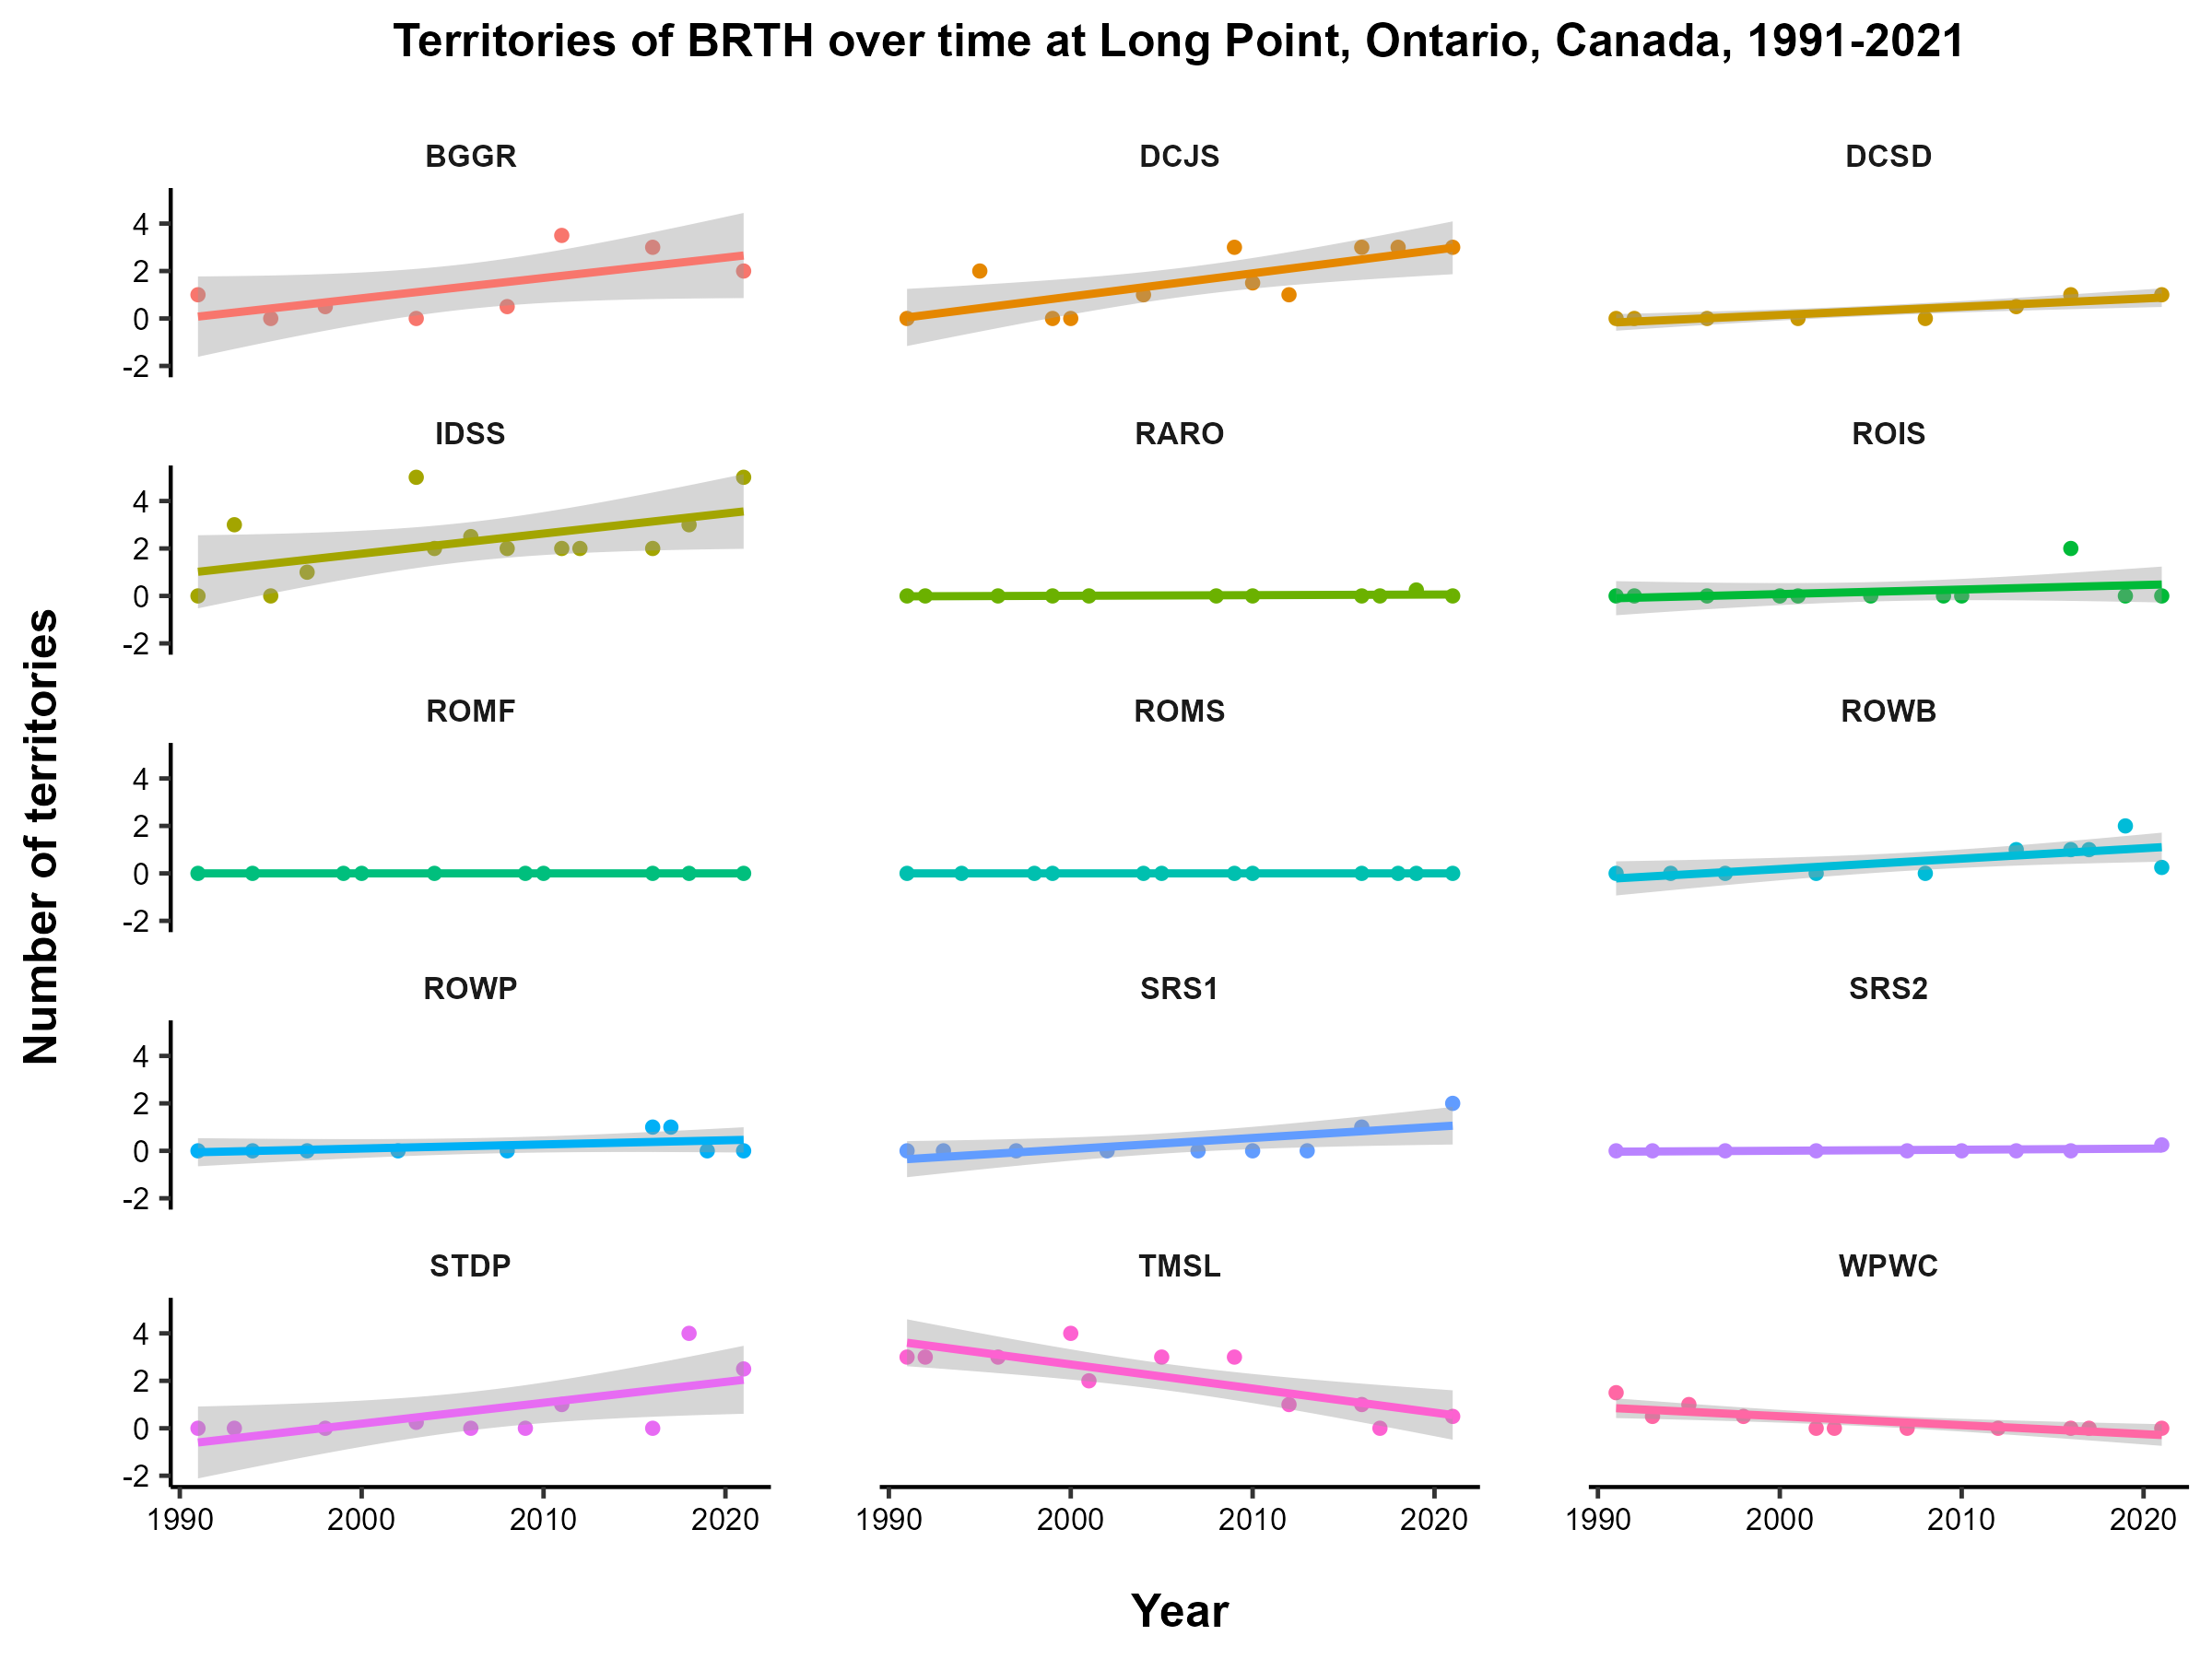 Territories of BRTH over time at Long Point, Ontario, Canada, 1991-2021
BGGR
DCJS
DCSD
4
2
0
-2
IDSS
RARO
ROIS
4
2
0
-2
ROMF
ROMS
ROWB
4
2
0
-2
ROWP
SRS1
SRS2
4
2
0
-2
STDP
TMSL
WPWC
4
2
0
-2
1990 2000 2010 2020
1990 2000 2010 2020
1990 2000 2010 2020
Number of territories
Year